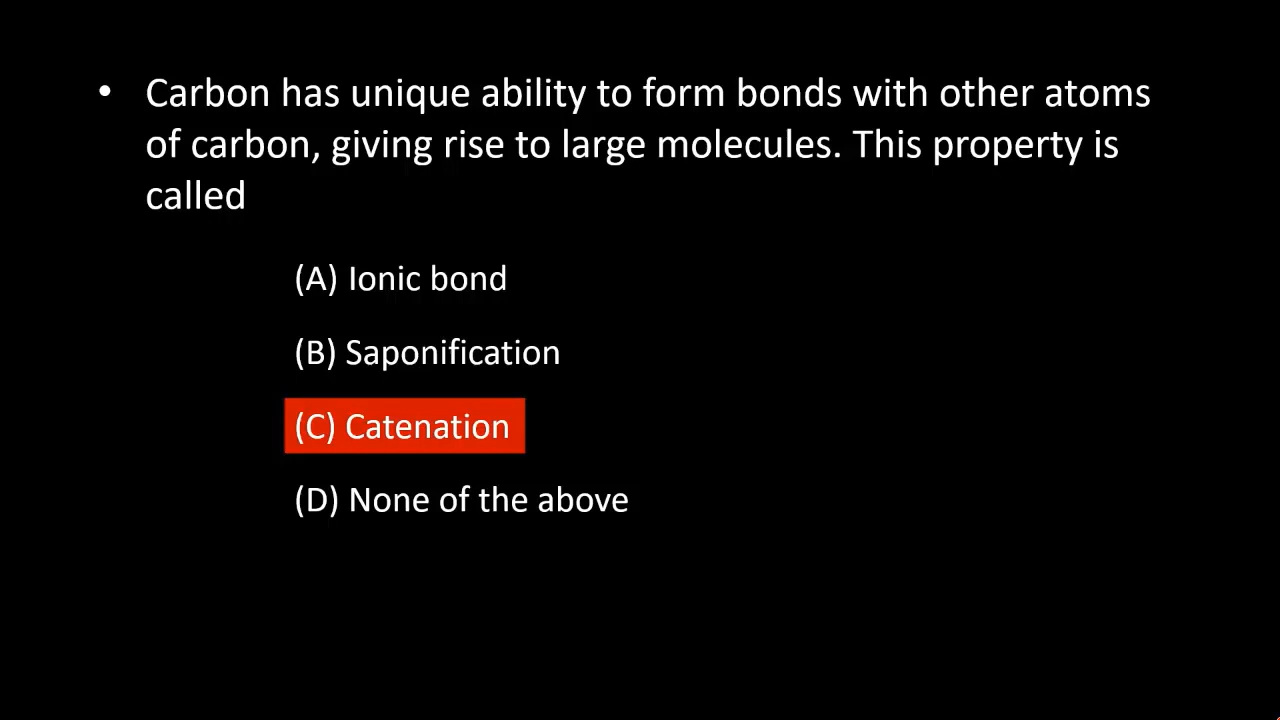 • Carbon has unique ability to form bonds with other atoms
of carbon, giving rise to large molecules. This property is
called
(A) Ionic bond
(B) Saponification
(C) Catenation
(D) None of the above